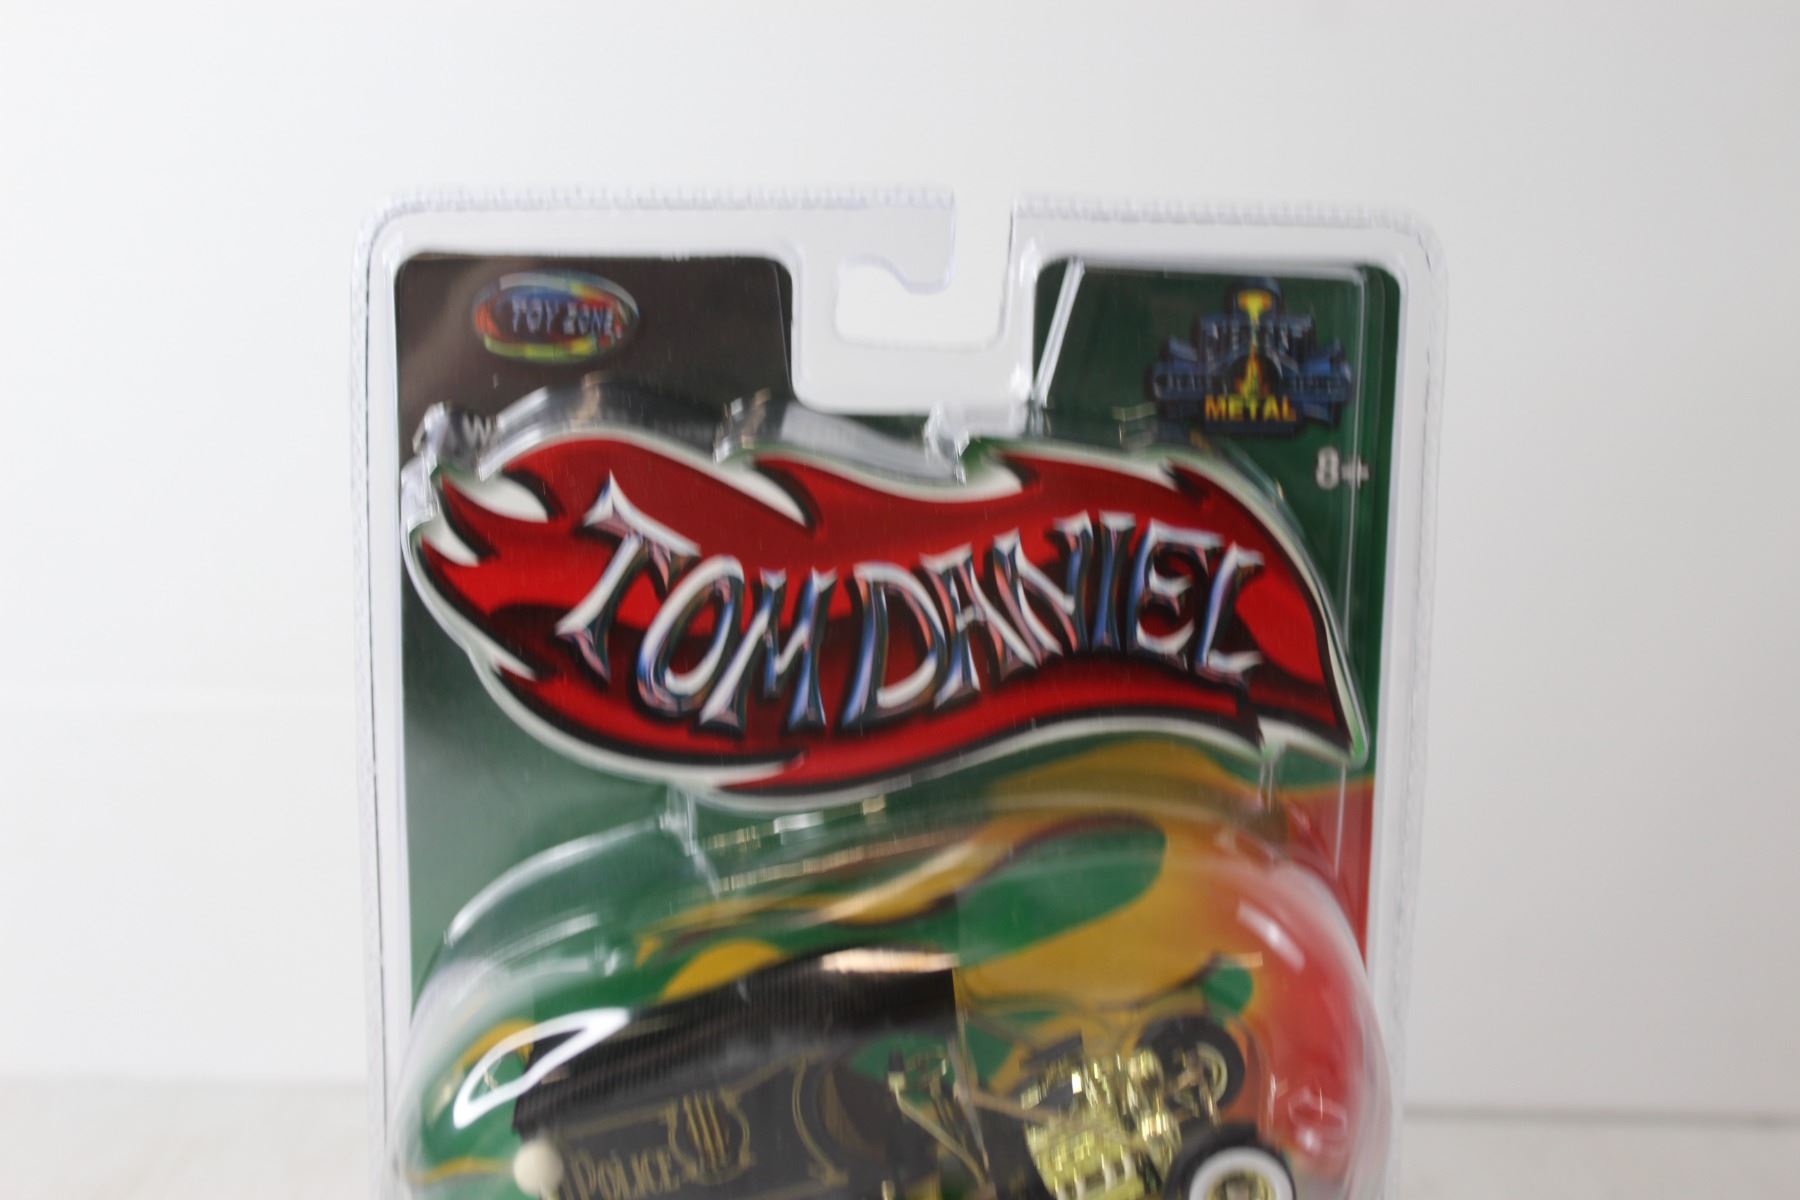 TOY ZONE
METAL
8+
TOM DANIEL
POLICE